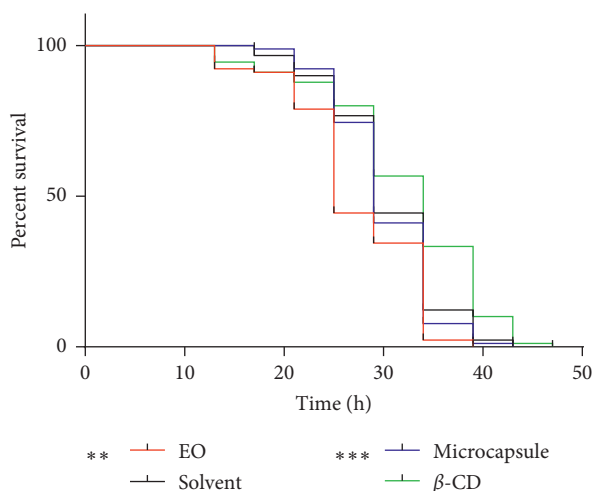 Percent survival
100
50
0
0 10 20 30 40 50
Time (h)
** EO *** Microcapsule
Solvent β-CD